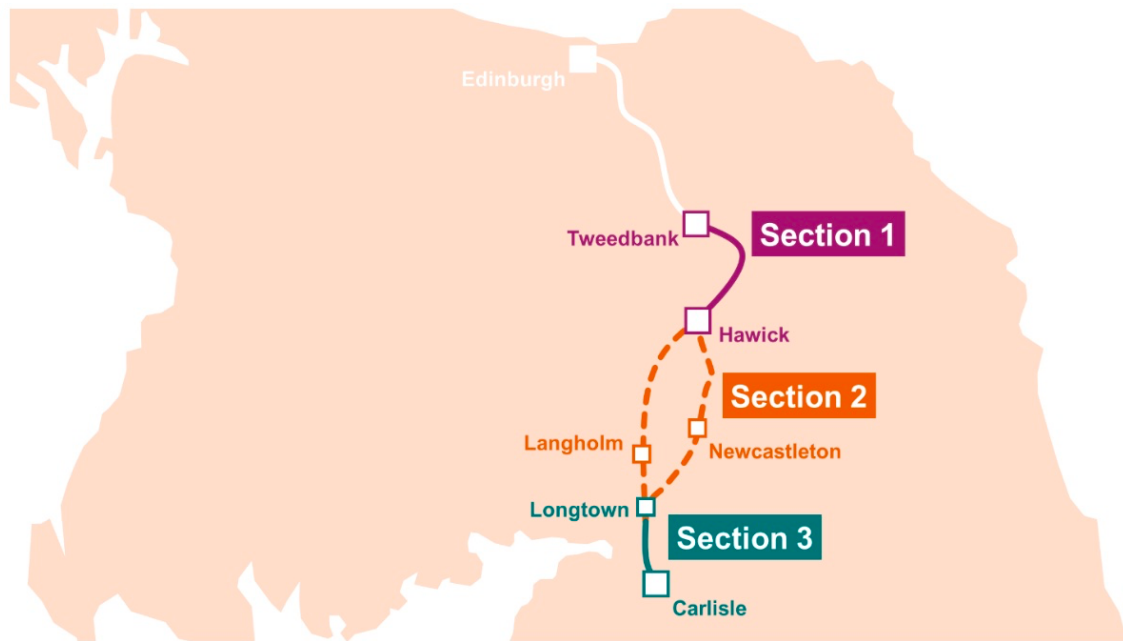 Edinburgh
Tweedbank
Section 1
Hawick
Section 2
Langholm
Newcastleton
Longtown
Section 3
Carlisle